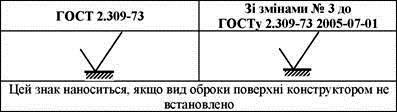 ГОСТ 2.309-73
Зі змінами № 3 до
ГОСТу 2.309-73 2005-07-01
Цей знак наноситься, якщо вид оброки поверхні конструктором не
встановлено